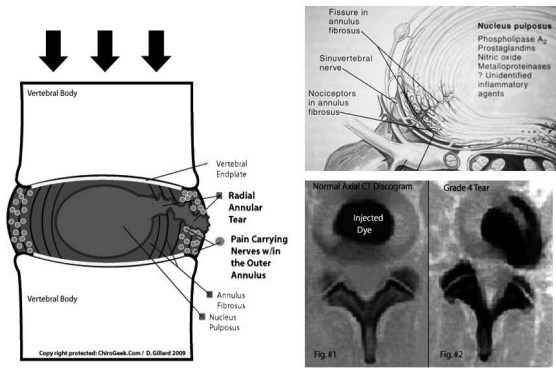 Vertebral Body
Vertebral
Endplate
Radial
Annular
Tear
Pain Carrying
Nerves w/in
the Outer
Annulus
Annulus
Fibrosus
Nucleus
Pulposus
Vertebral Body
Copy right protected: ChiroGeek.Com / D. Gillard 2009
Fissure in
annulus
fibrosus
Sinuvertebral
nerve
Nociceptors
in annulus
fibrosus
Nucleus pulposus
Phospholipase A₂
Prostaglandins
Nitric oxide
Metalloproteinases
? Unidentified
inflammatory
agents
Normal Axial CT Discogram
Grade 4 Tear
Injected
Dye
Fig. #1
Fig. #2